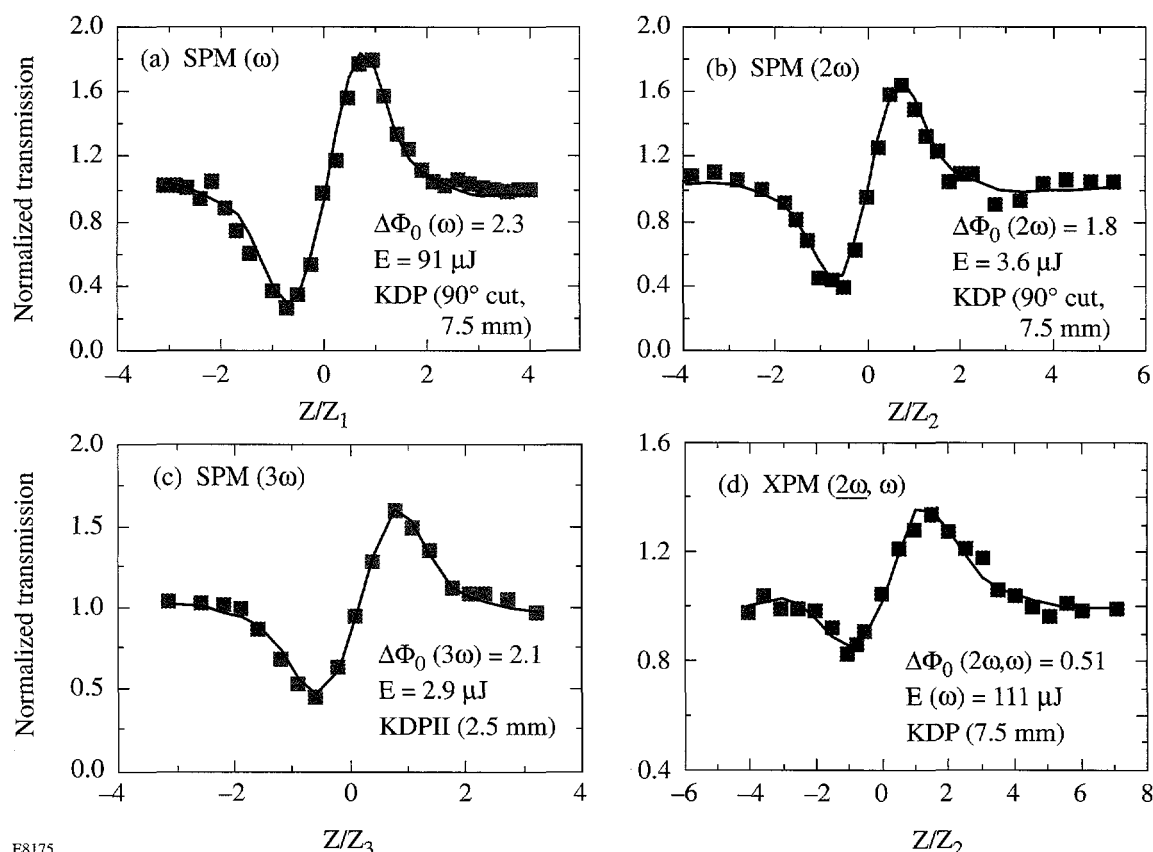 Normalized transmission
2.0
1.6
1.2
0.8
0.4
0.0
(a) SPM (ω)
ΔΦ₀ (ω) = 2.3
E = 91 μJ
KDP (90° cut,
7.5 mm)
−4
−2
0
2
4
Z/Z₁
2.0
1.6
1.2
0.8
0.4
0.0
(b) SPM (2ω)
ΔΦ₀ (2ω) = 1.8
E = 3.6 μJ
KDP (90° cut,
7.5 mm)
−4
−2
0
2
4
6
Z/Z₂
Normalized transmission
2.0
1.5
1.0
0.5
0.0
(c) SPM (3ω)
ΔΦ₀ (3ω) = 2.1
E = 2.9 μJ
KDPII (2.5 mm)
−4
−2
0
2
4
Z/Z₃
1.6
1.2
0.8
0.4
(d) XPM (2ω, ω)
ΔΦ₀ (2ω,ω) = 0.51
E (ω) = 111 μJ
KDP (7.5 mm)
−6
−4
−2
0
2
4
6
8
Z/Z₂
E8175